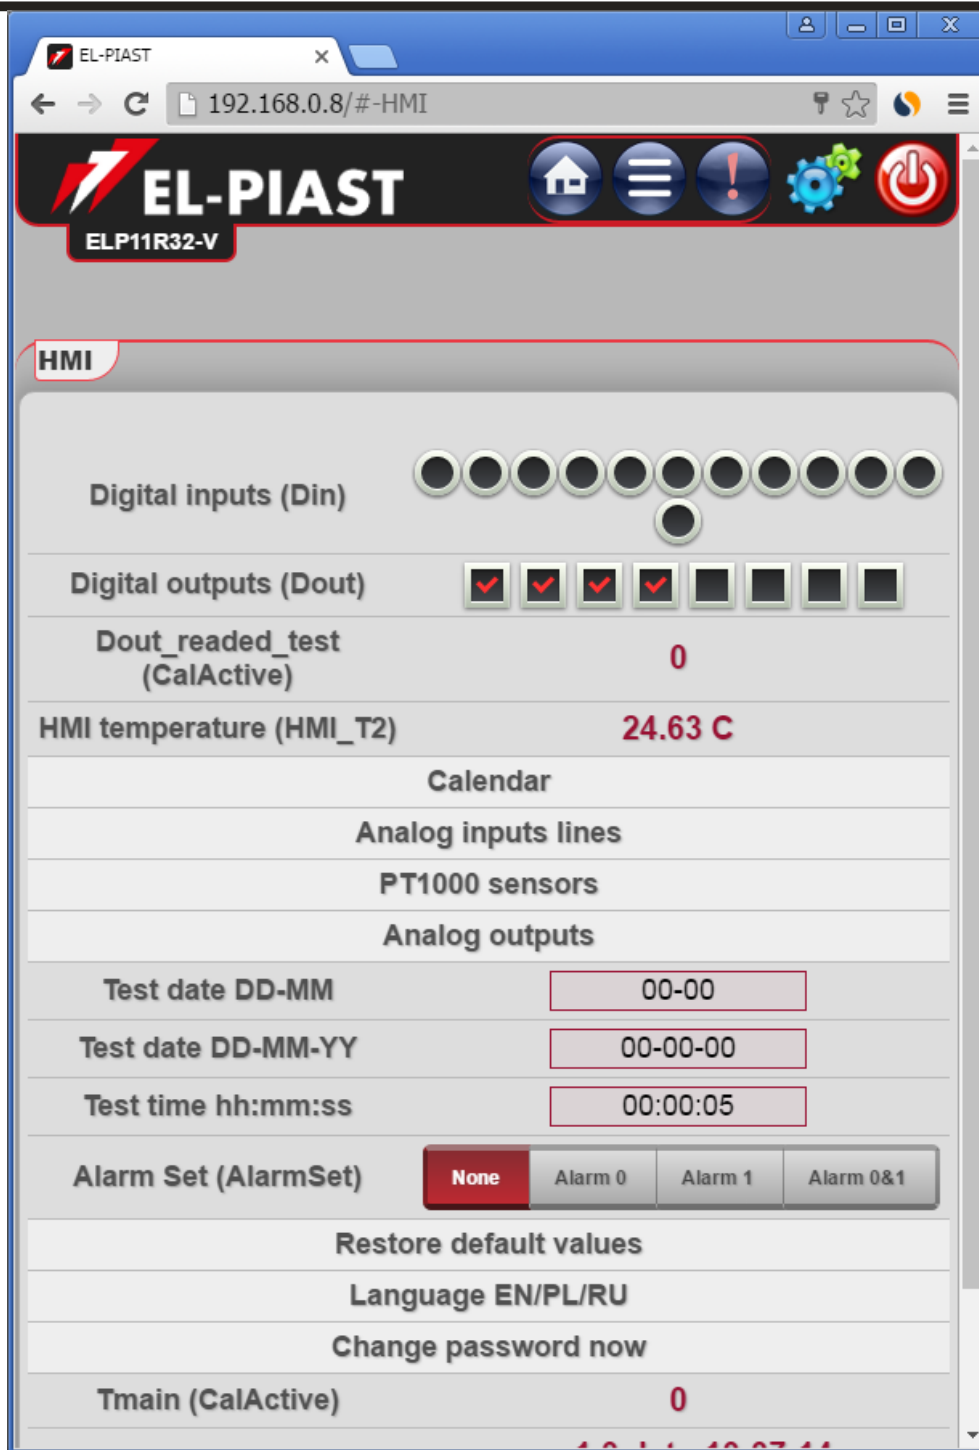 EL-PIAST
192.168.0.8/#-HMI
EL-PIAST
ELP11R32-V
HMI
Digital inputs (Din)
Digital outputs (Dout)
Dout_readed_test
(CalActive)
0
HMI temperature (HMI_T2)
24.63 C
Calendar
Analog inputs lines
PT1000 sensors
Analog outputs
Test date DD-MM
00-00
Test date DD-MM-YY
00-00-00
Test time hh:mm:ss
00:00:05
Alarm Set (AlarmSet)
None
Alarm 0
Alarm 1
Alarm 0&1
Restore default values
Language EN/PL/RU
Change password now
Tmain (CalActive)
0